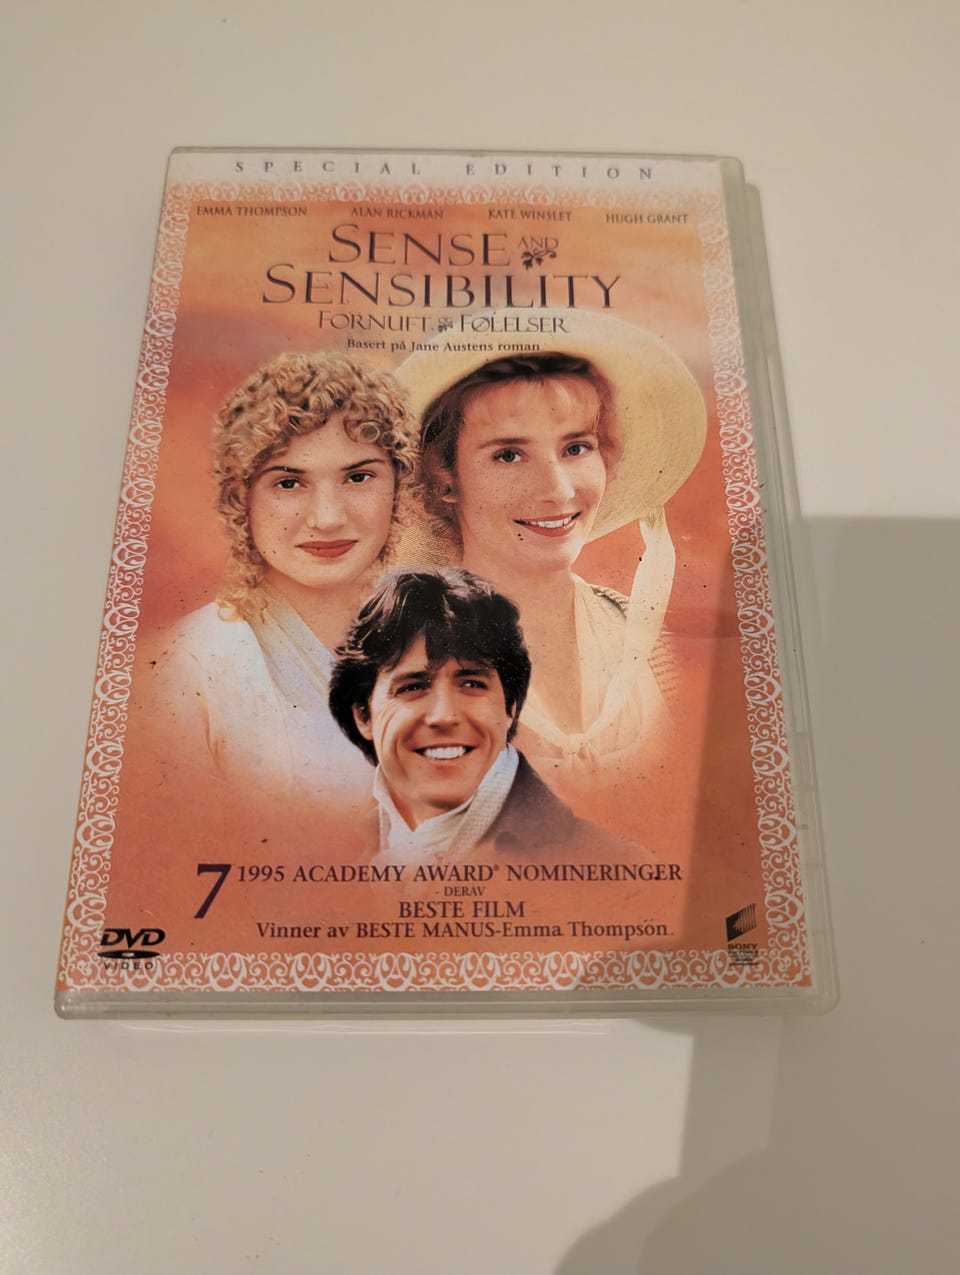 SPECIAL EDITION
EMMA THOMPSON ALAN RICKMAN KATE WINSLET HUGH GRANT
SENSE AND
SENSIBILITY
FORNUFT & FØLELSER
Basert på Jane Austens roman
7 1995 ACADEMY AWARD® NOMINERINGER
- DERAV
BESTE FILM
Vinner av BESTE MANUS-Emma Thompson.
DVD
VIDEO
SONY